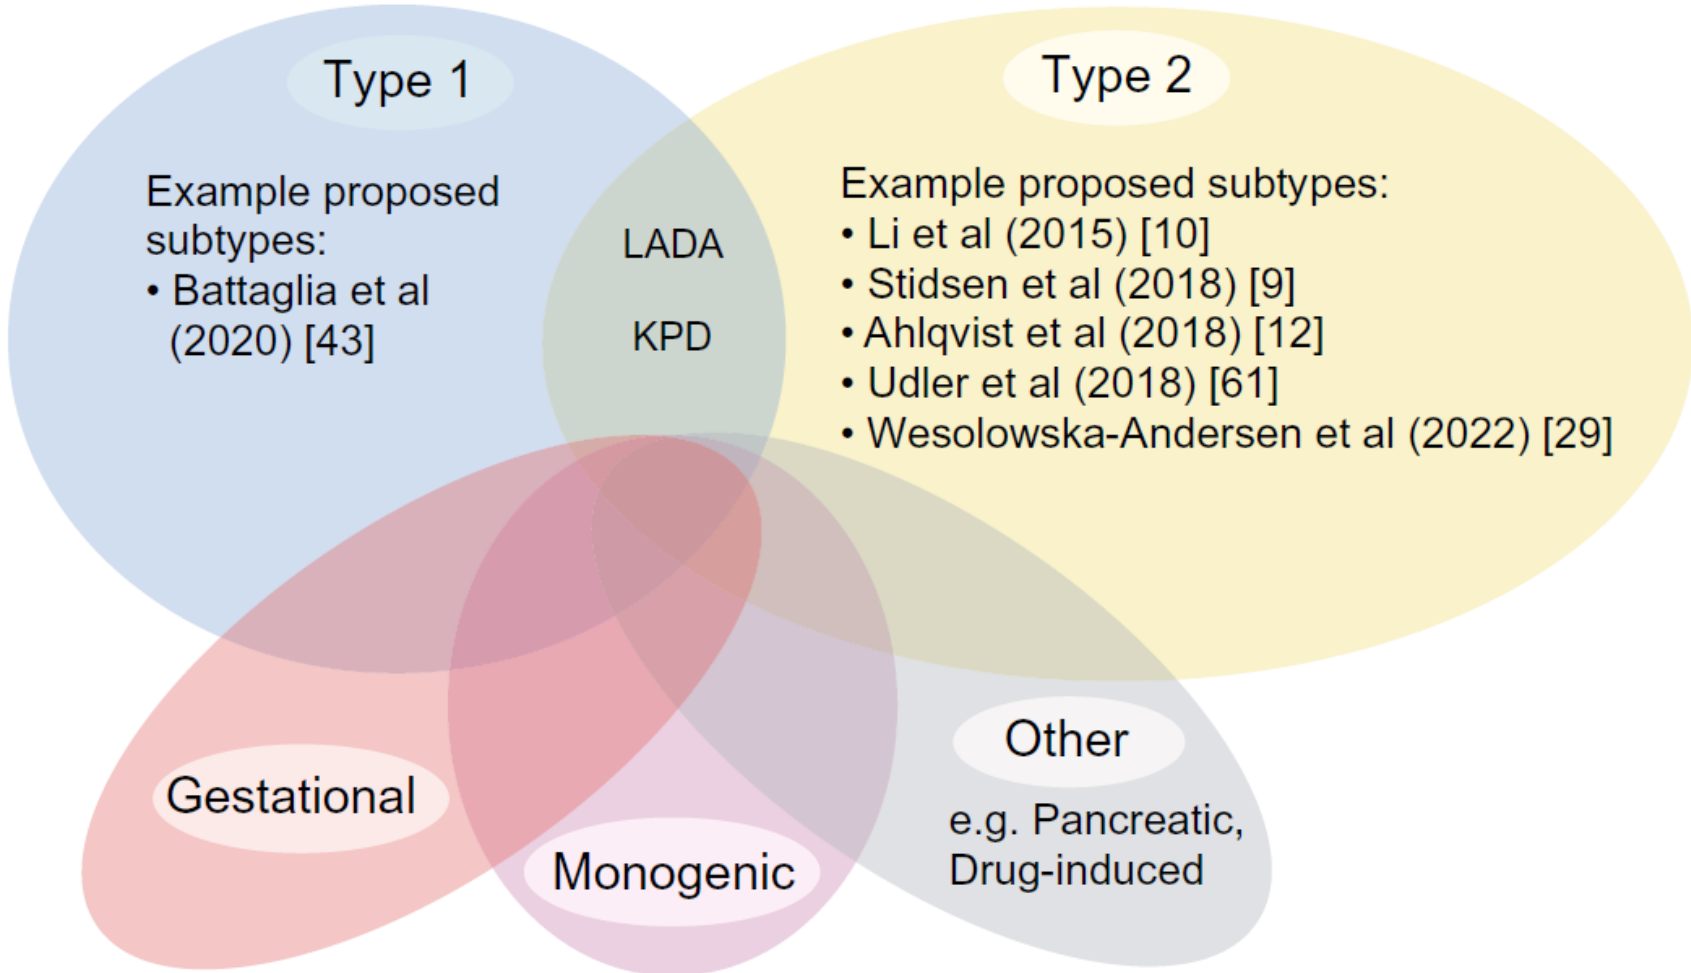 Type 1
Example proposed
subtypes:
• Battaglia et al
(2020) [43]
LADA
KPD
Type 2
Example proposed subtypes:
• Li et al (2015) [10]
• Stidsen et al (2018) [9]
• Ahlqvist et al (2018) [12]
• Udler et al (2018) [61]
• Wesolowska-Andersen et al (2022) [29]
Gestational
Monogenic
Other
e.g. Pancreatic,
Drug-induced